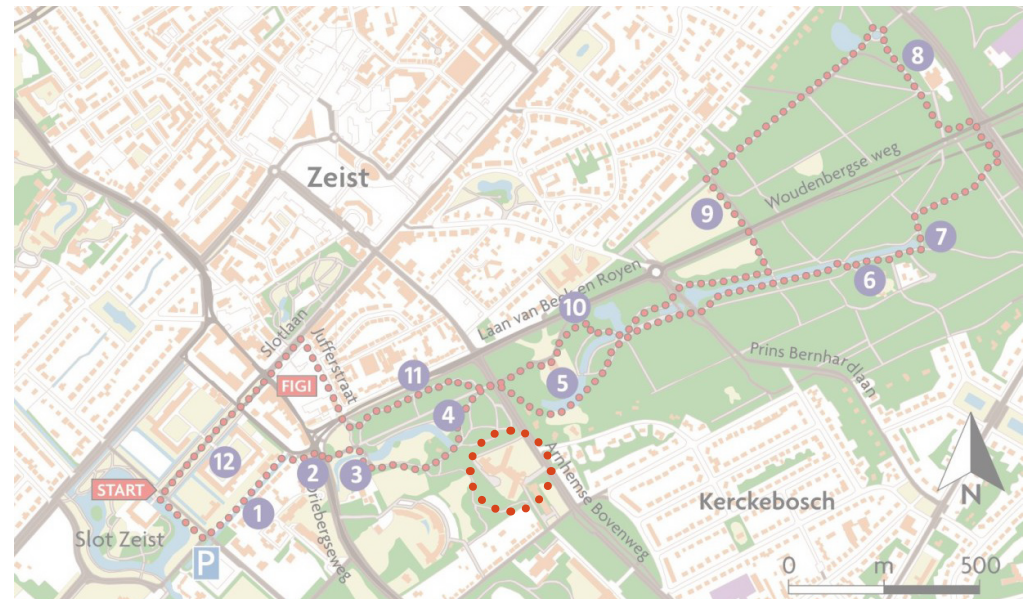 8
Zeist
Woudenbergse weg
9
7
6
Laan van Beek en Royen
10
Slotlaan
Jufferstraat
Prins Bernhardlaan
11
FIGI
5
4
12
Arnhemse Bovenweg
2
3
START
Kerckebosch
N
1
Driebergseweg
Slot Zeist
P
0 m 500